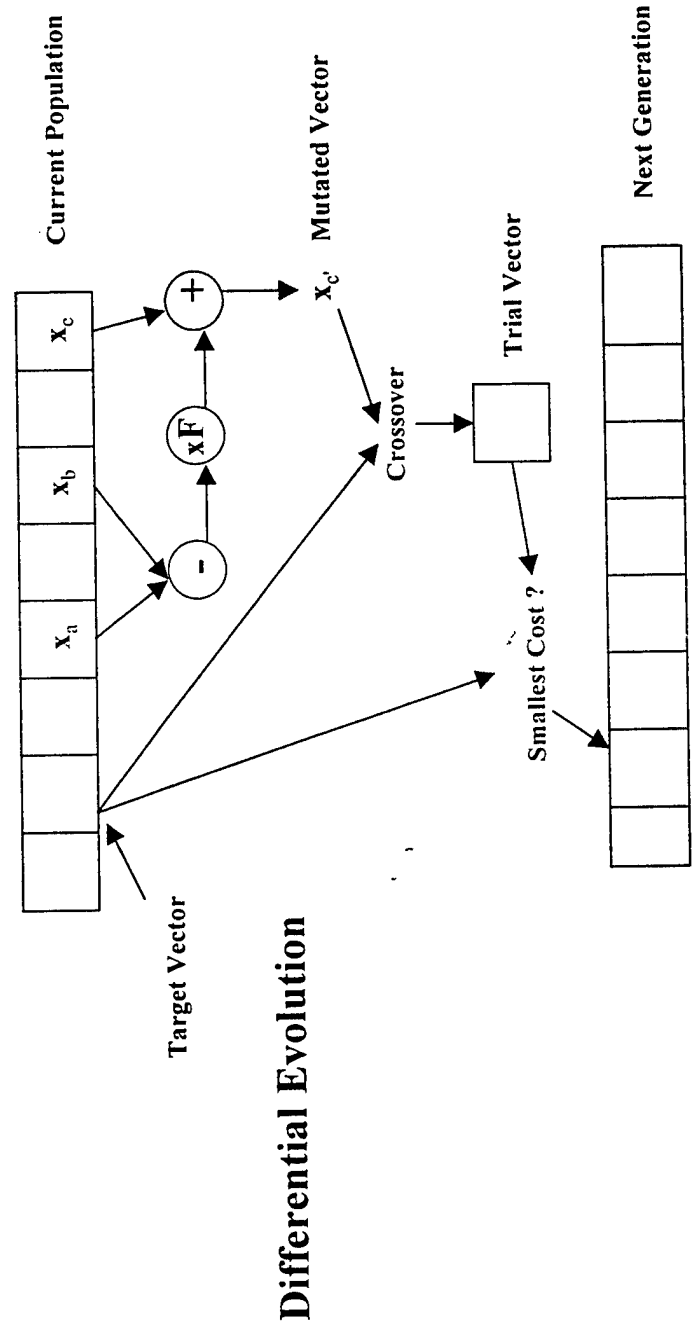 Differential Evolution
Target Vector
Current Population
x_a
x_b
x_c
-
xF
+
x_c'
Mutated Vector
Crossover
Trial Vector
Smallest Cost ?
Next Generation